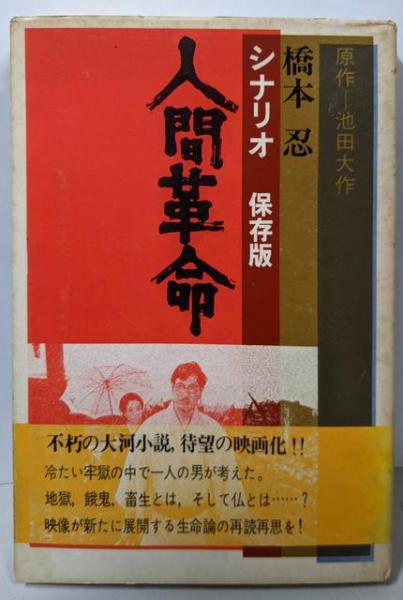 原作―池田大作
橋本 忍
シナリオ 保存版
人間革命
不朽の大河小説，待望の映画化!!
冷たい牢獄の中で一人の男が考えた。
地獄，餓鬼，畜生とは，そして仏とは……?
映像が新たに展開する生命論の再読再思を!